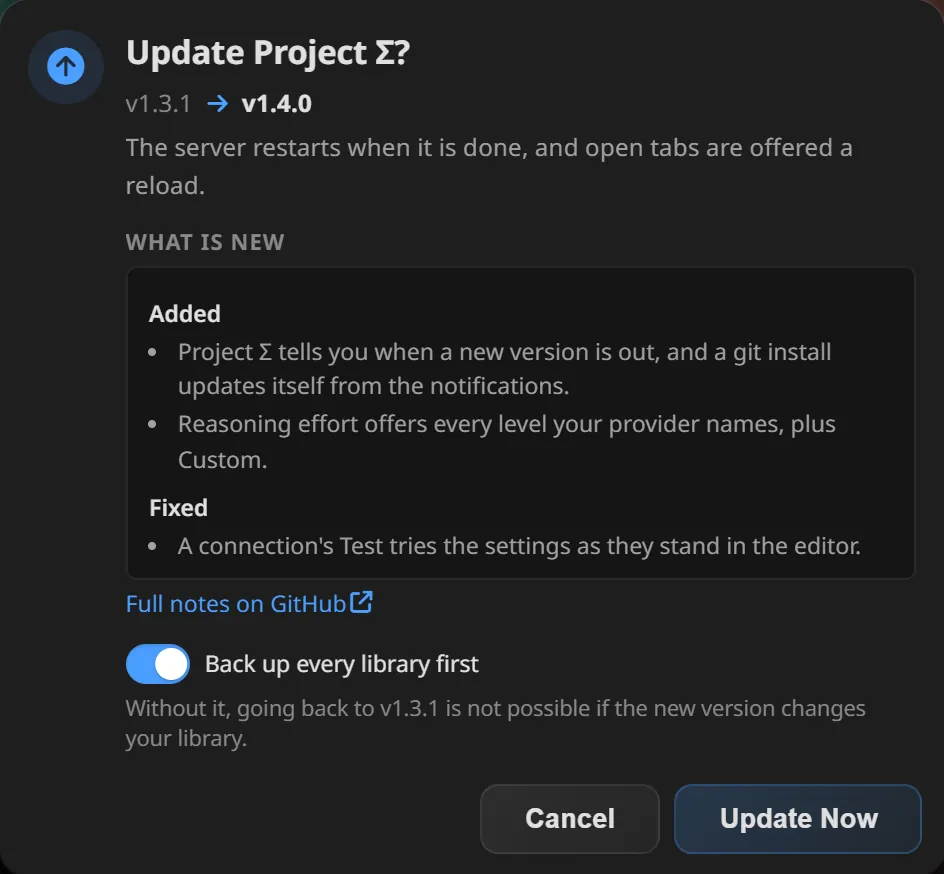 Update Project Σ?
v1.3.1 → v1.4.0
The server restarts when it is done, and open tabs are offered a
reload.
WHAT IS NEW
Added
• Project Σ tells you when a new version is out, and a git install
updates itself from the notifications.
• Reasoning effort offers every level your provider names, plus
Custom.
Fixed
• A connection's Test tries the settings as they stand in the editor.
Full notes on GitHub
Back up every library first
Without it, going back to v1.3.1 is not possible if the new version changes
your library.
Cancel
Update Now